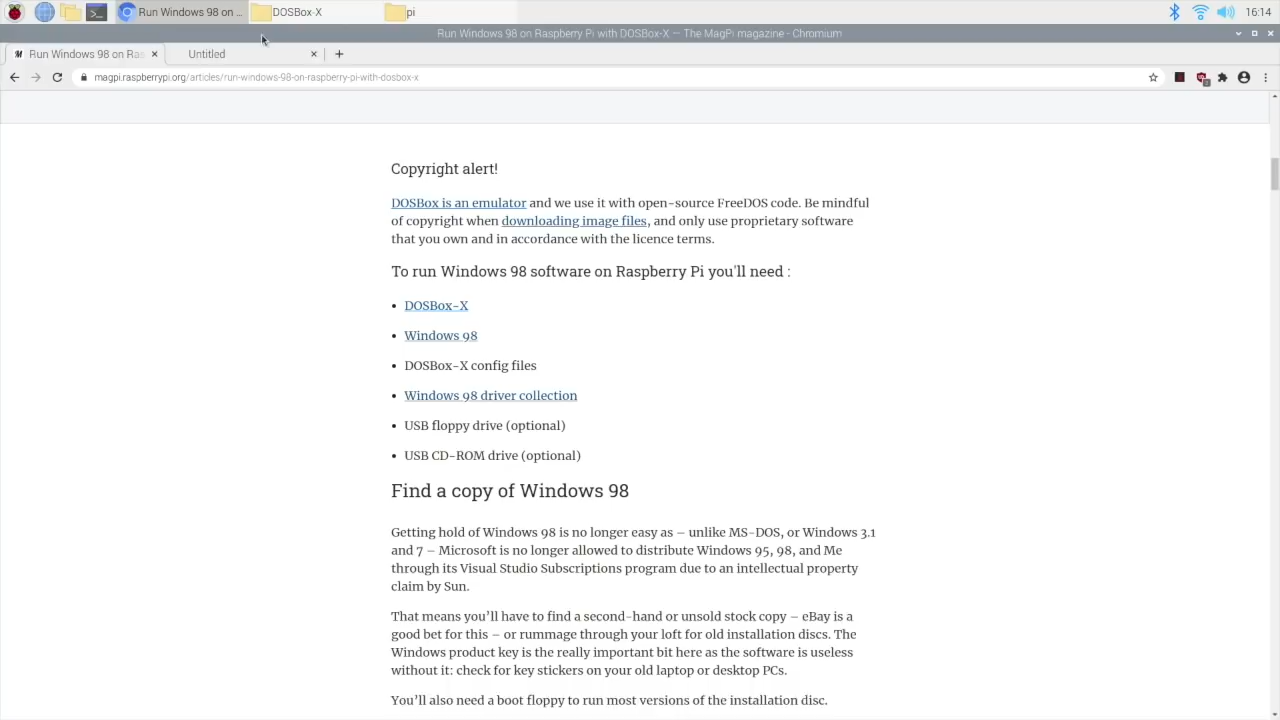 Run Windows 98 on ...
DOSBox-X
pi
16:14
Run Windows 98 on Raspberry Pi with DOSBox-X — The MagPi magazine - Chromium
Run Windows 98 on Ras
Untitled
magpi.raspberrypi.org/articles/run-windows-98-on-raspberry-pi-with-dosbox-x
Copyright alert!
DOSBox is an emulator and we use it with open-source FreeDOS code. Be mindful
of copyright when downloading image files, and only use proprietary software
that you own and in accordance with the licence terms.
To run Windows 98 software on Raspberry Pi you'll need :
• DOSBox-X
• Windows 98
• DOSBox-X config files
• Windows 98 driver collection
• USB floppy drive (optional)
• USB CD-ROM drive (optional)
Find a copy of Windows 98
Getting hold of Windows 98 is no longer easy as – unlike MS-DOS, or Windows 3.1
and 7 – Microsoft is no longer allowed to distribute Windows 95, 98, and Me
through its Visual Studio Subscriptions program due to an intellectual property
claim by Sun.
That means you’ll have to find a second-hand or unsold stock copy – eBay is a
good bet for this – or rummage through your loft for old installation discs. The
Windows product key is the really important bit here as the software is useless
without it: check for key stickers on your old laptop or desktop PCs.
You’ll also need a boot floppy to run most versions of the installation disc.